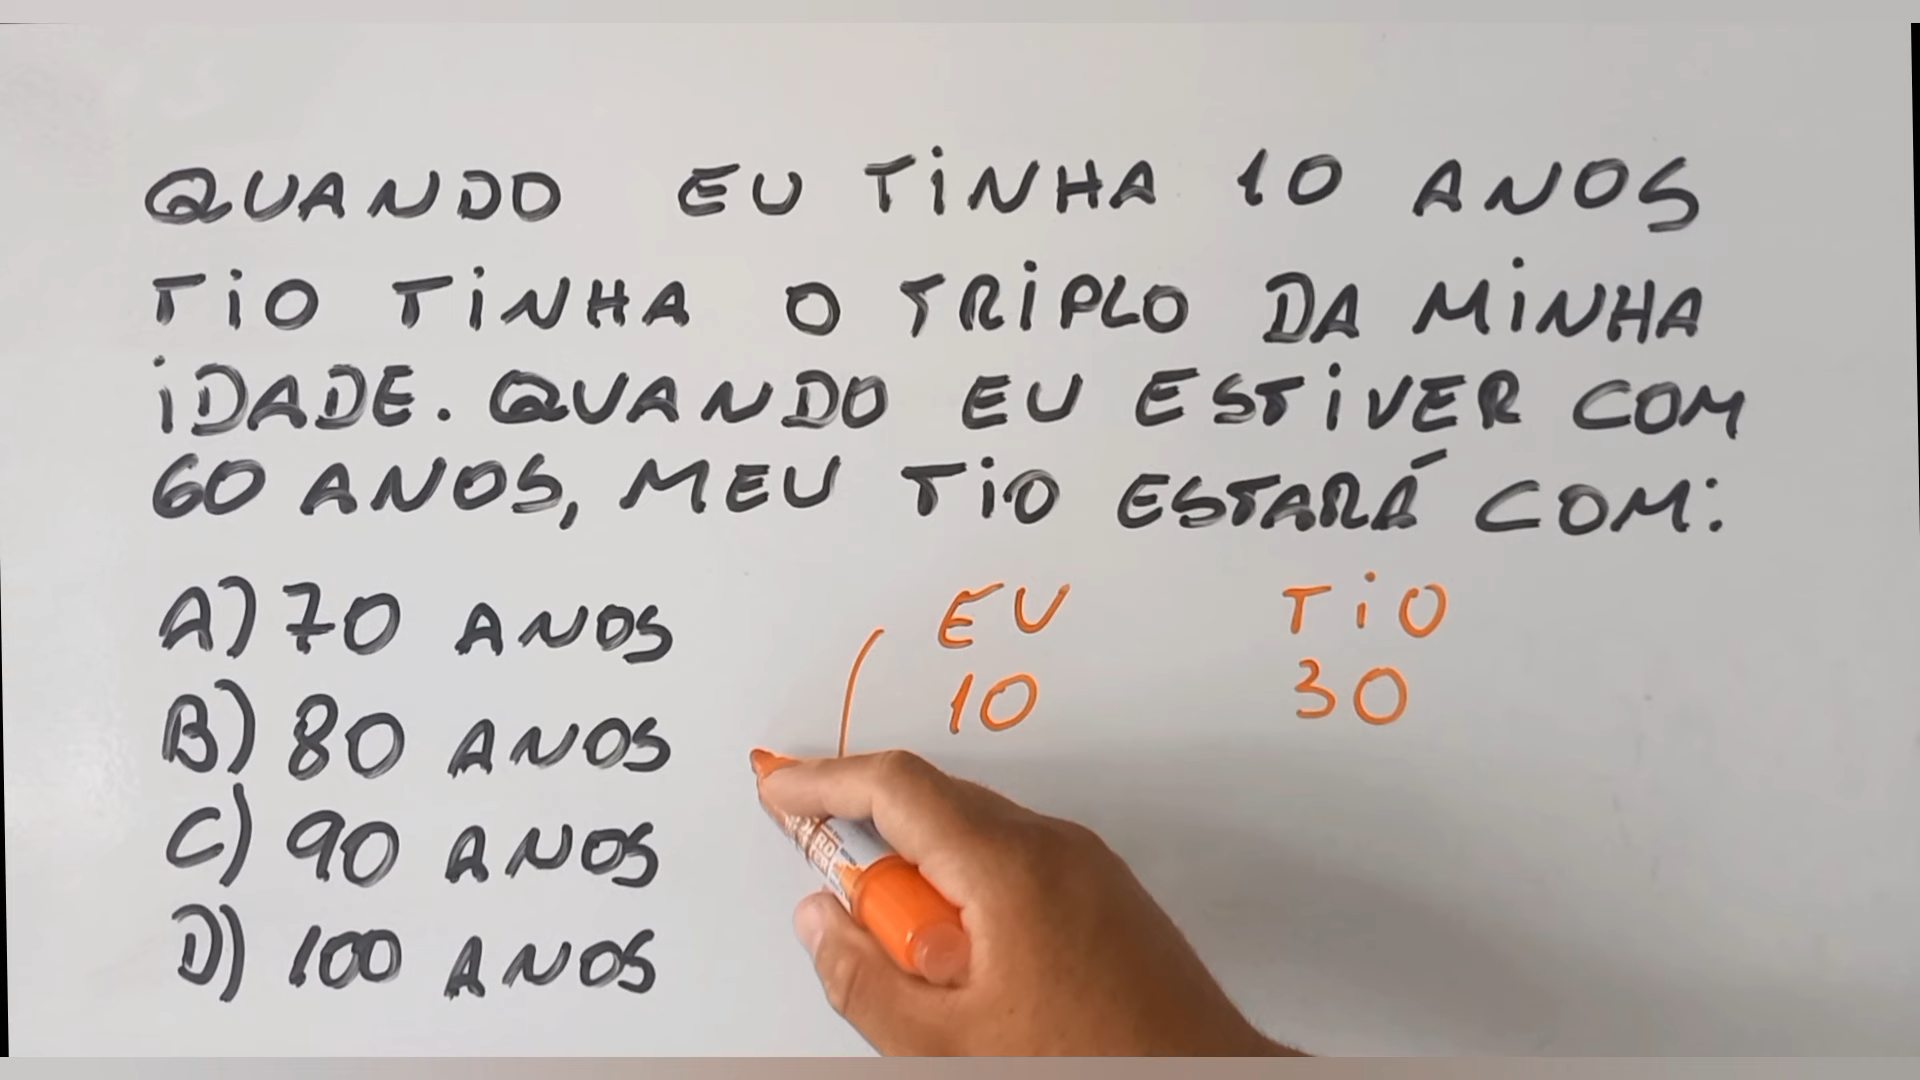 QUANDO EU TINHA 10 ANOS
TIO TINHA O TRIPLO DA MINHA
IDADE. QUANDO EU ESTIVER COM
60 ANOS, MEU TIO ESTARÁ COM:
A) 70 ANOS
B) 80 ANOS
C) 90 ANOS
D) 100 ANOS
EU TIO
10 30